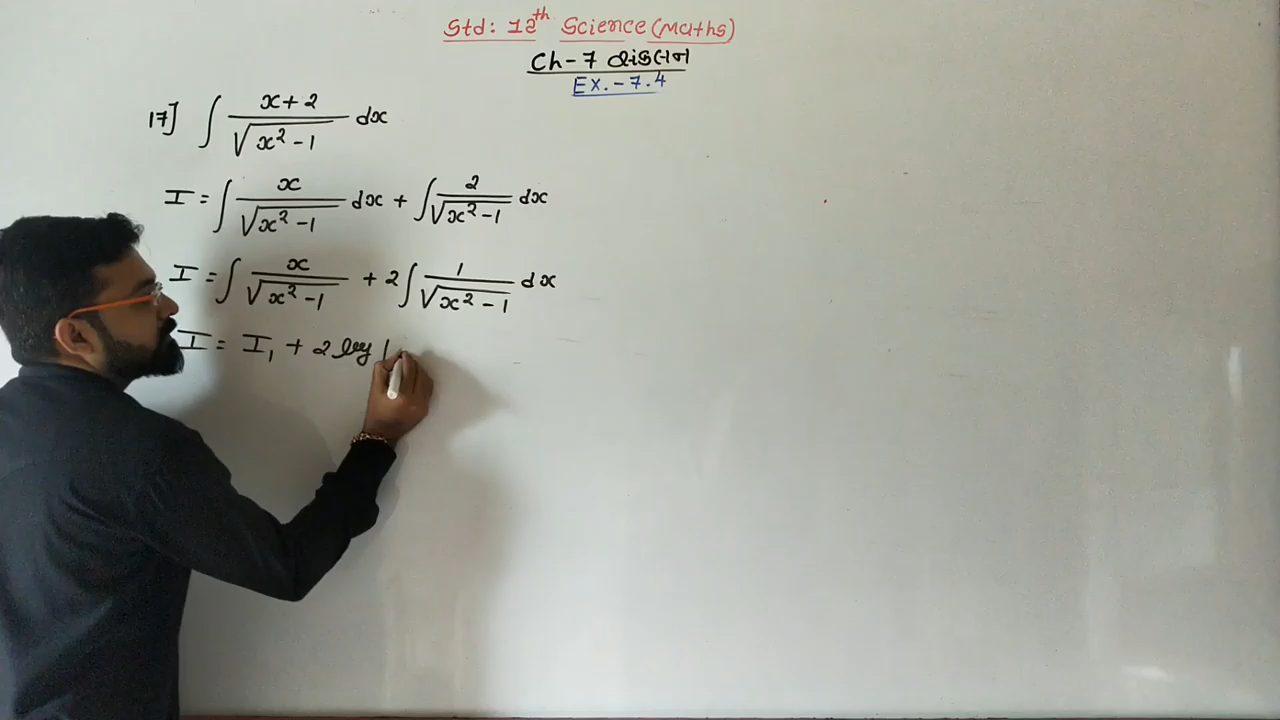 Std: 12th Science (Maths)
Ch-7 વિકલન
Ex.-7.4
17] ∫ x+2 / √x²-1 dx
I = ∫ x / √x²-1 dx + ∫ 2 / √x²-1 dx
I = ∫ x / √x²-1 + 2 ∫ 1 / √x²-1 dx
I = I₁ + 2 log |